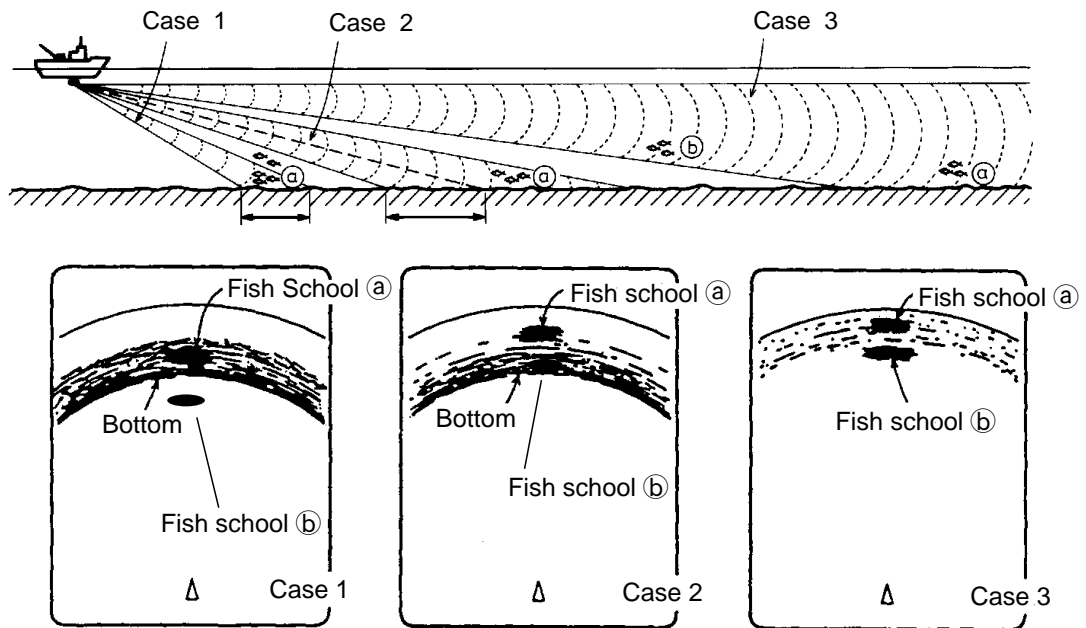 Case 1
Case 2
Case 3
ⓑ
ⓐ
ⓐ
ⓐ
Fish School ⓐ
Bottom
Fish school ⓑ
Case 1
Fish school ⓐ
Bottom
Fish school ⓑ
Case 2
Fish school ⓐ
Fish school ⓑ
Case 3